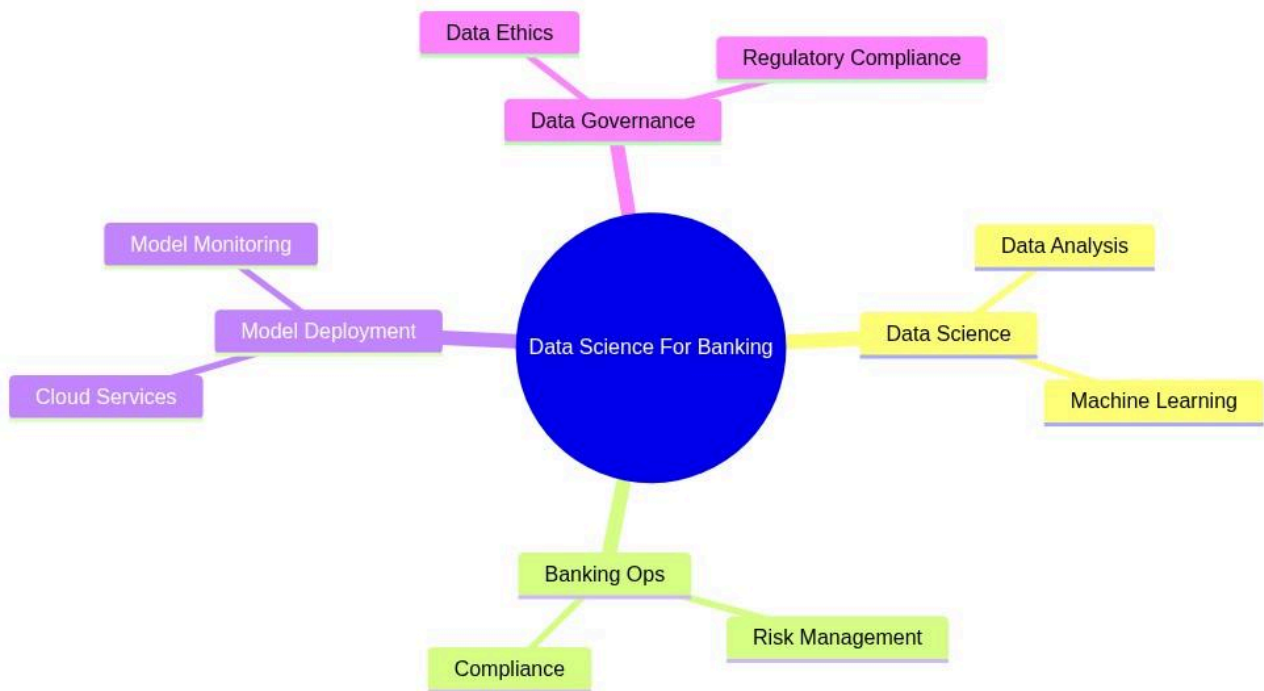 Data Ethics
Regulatory Compliance
Data Governance
Model Monitoring
Data Analysis
Model Deployment
Data Science For Banking
Data Science
Cloud Services
Machine Learning
Banking Ops
Risk Management
Compliance